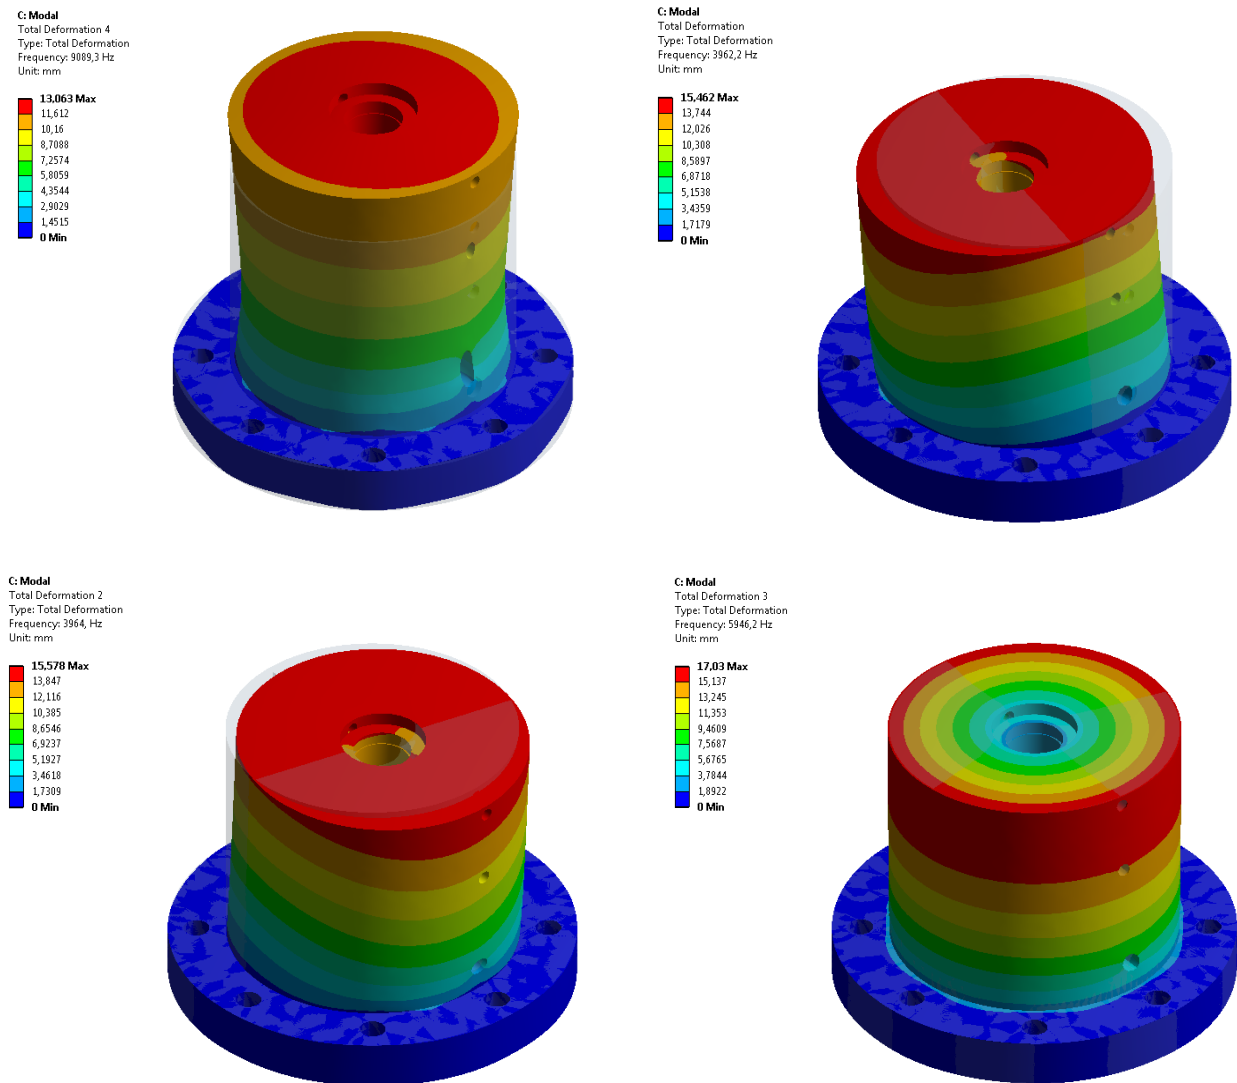 C: Modal
Total Deformation 4
Type: Total Deformation
Frequency: 9089,3 Hz
Unit: mm
13,063 Max
11,612
10,16
8,7088
7,2574
5,8059
4,3544
2,9029
1,4515
0 Min
C: Modal
Total Deformation
Type: Total Deformation
Frequency: 3962,2 Hz
Unit: mm
15,462 Max
13,744
12,026
10,308
8,5897
6,8718
5,1538
3,4359
1,7179
0 Min
C: Modal
Total Deformation 2
Type: Total Deformation
Frequency: 3964, Hz
Unit: mm
15,578 Max
13,847
12,116
10,385
8,6546
6,9237
5,1927
3,4618
1,7309
0 Min
C: Modal
Total Deformation 3
Type: Total Deformation
Frequency: 5946,2 Hz
Unit: mm
17,03 Max
15,137
13,245
11,353
9,4609
7,5687
5,6765
3,7844
1,8922
0 Min